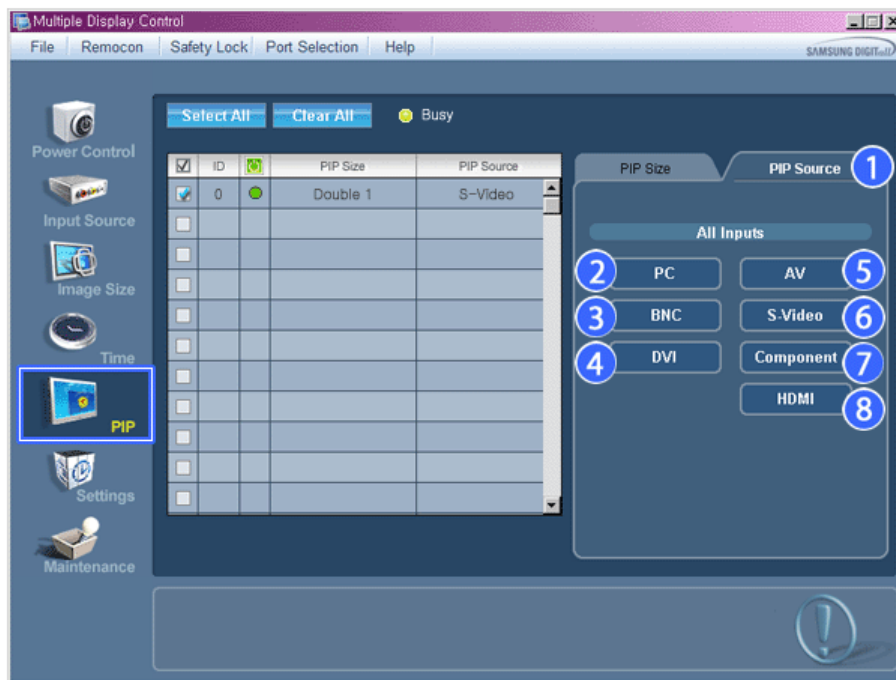 Multiple Display Control
File Remocon Safety Lock Port Selection Help
SAMSUNG DIGITall
Select All Clear All Busy
Power Control
ID PIP Size PIP Source
PIP Size PIP Source 1
0 Double 1 S-Video
Input Source
All Inputs
2 PC AV 5
Image Size
3 BNC S-Video 6
Time
4 DVI Component 7
HDMI 8
PIP
Settings
Maintenance